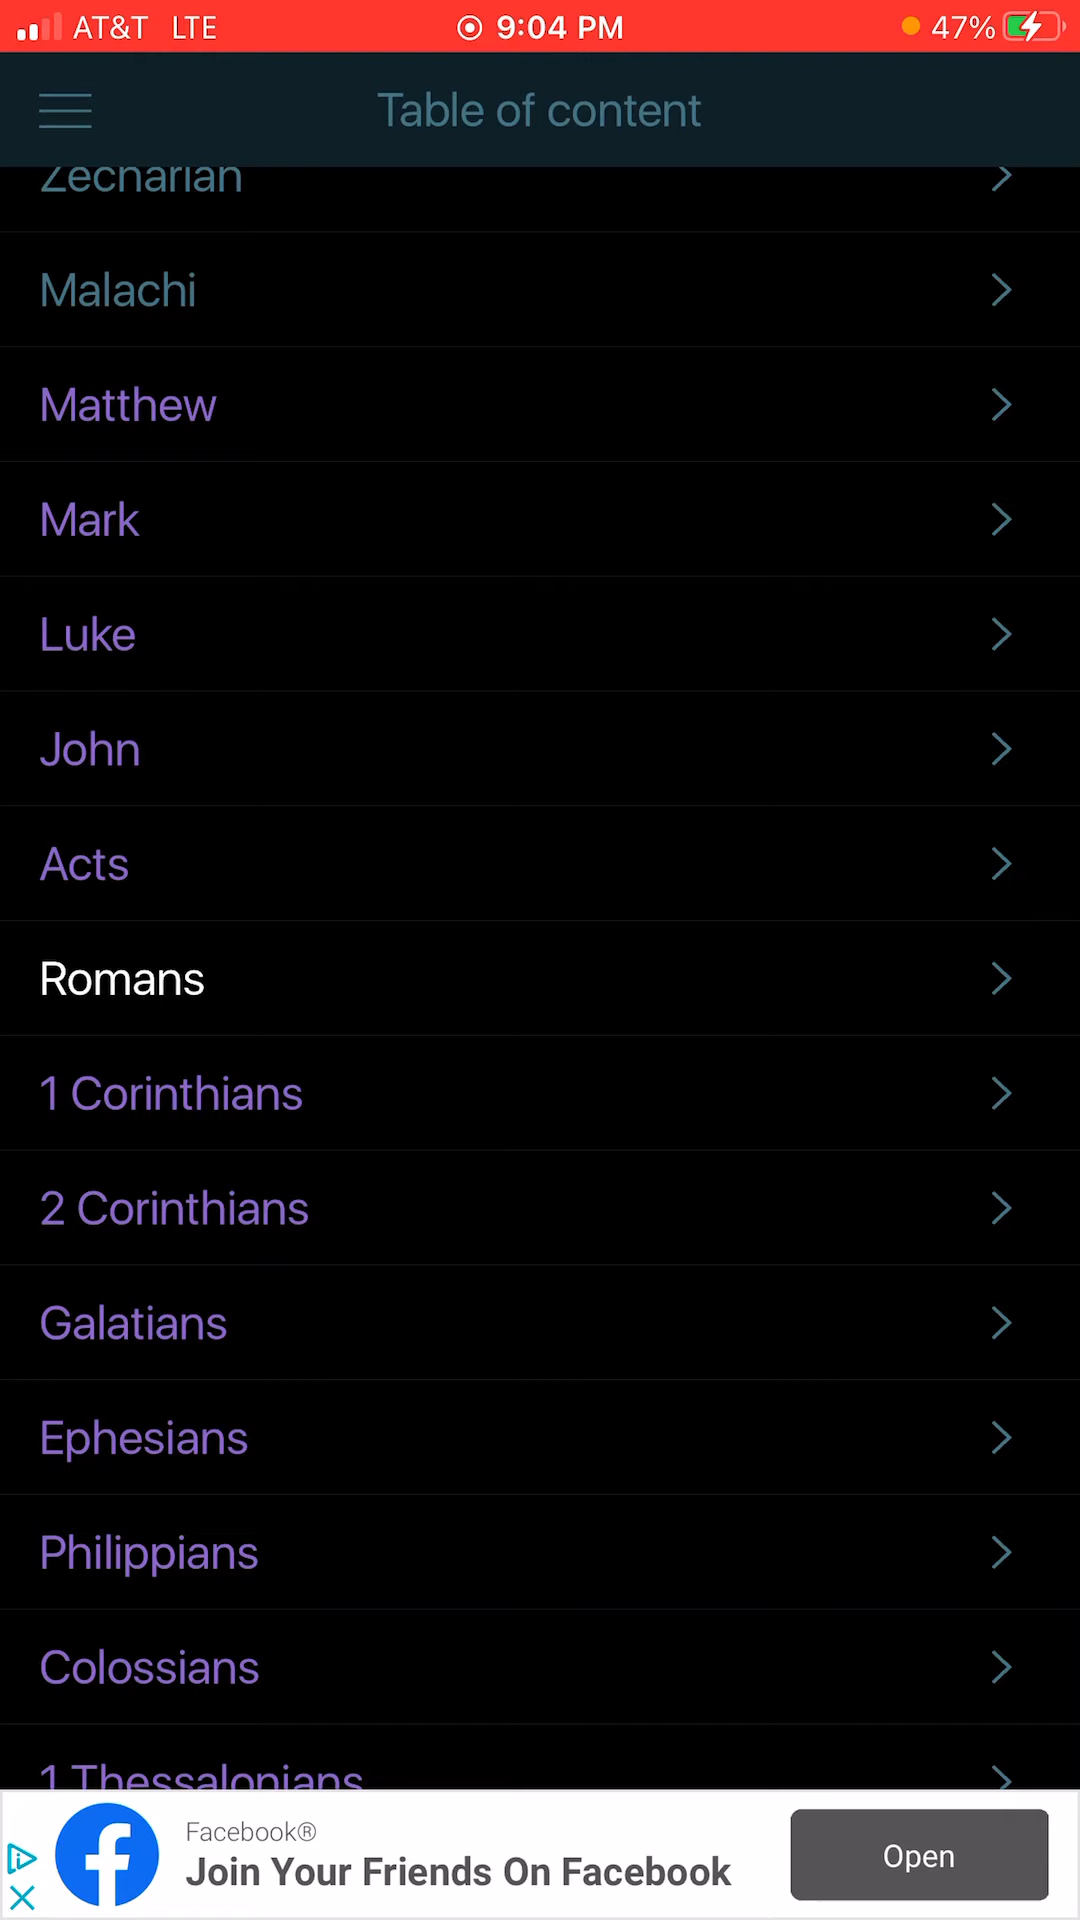 AT&T LTE 9:04 PM 47%
Table of content
Zechariah
Malachi
Matthew
Mark
Luke
John
Acts
Romans
1 Corinthians
2 Corinthians
Galatians
Ephesians
Philippians
Colossians
1 Thessalonians
Facebook®
Join Your Friends On Facebook
Open